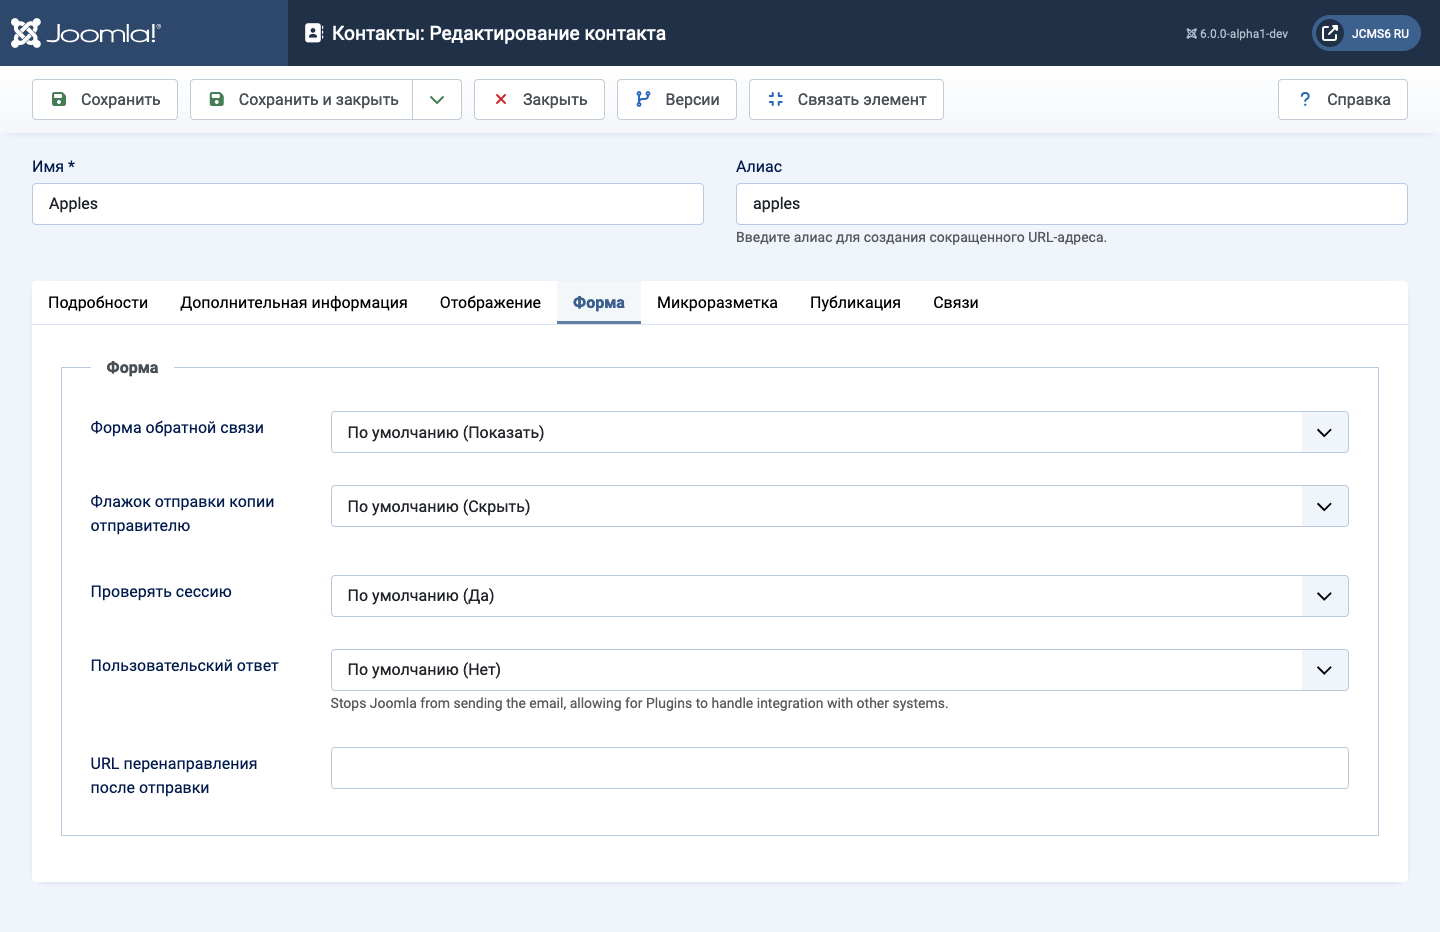 Joomla!®
Контакты: Редактирование контакта
6.0.0-alpha1-dev
JCMS6 RU
Сохранить
Сохранить и закрыть
Закрыть
Версии
Связать элемент
? Справка
Имя *
Алиас
Apples
apples
Введите алиас для создания сокращенного URL-адреса.
Подробности
Дополнительная информация
Отображение
Форма
Микроразметка
Публикация
Связи
Форма
Форма обратной связи
По умолчанию (Показать)
Флажок отправки копии
отправителю
По умолчанию (Скрыть)
Проверять сессию
По умолчанию (Да)
Пользовательский ответ
По умолчанию (Нет)
Stops Joomla from sending the email, allowing for Plugins to handle integration with other systems.
URL перенаправления
после отправки